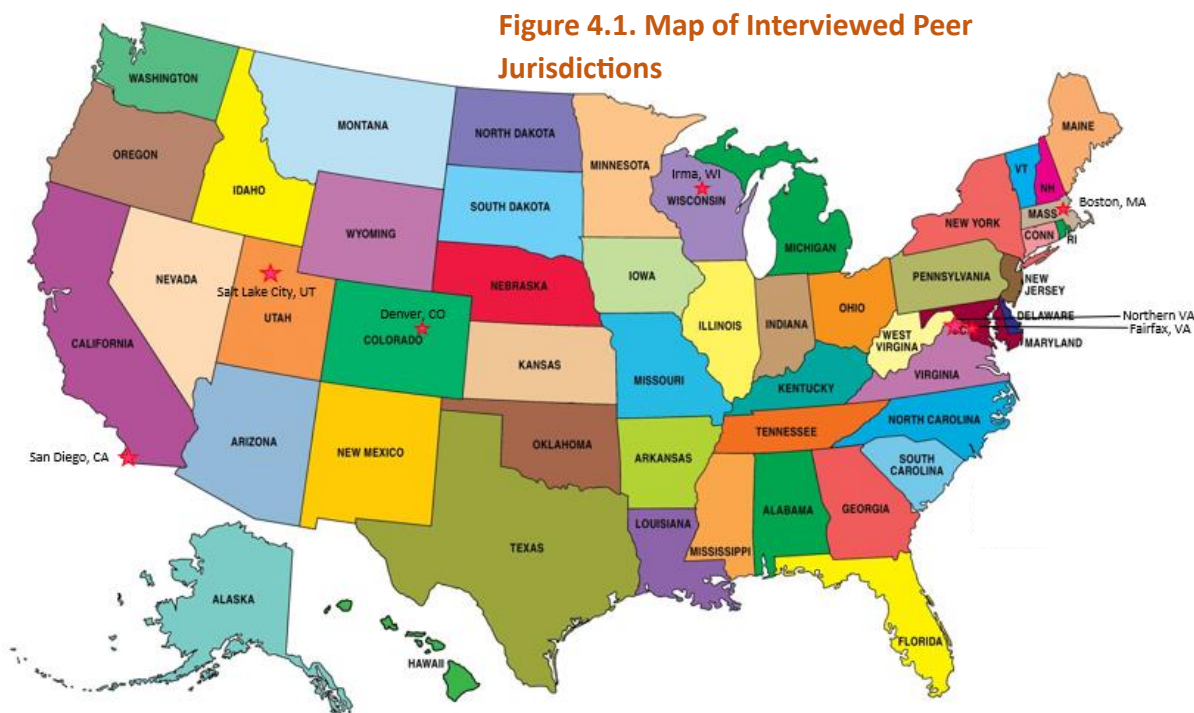 Figure 4.1. Map of Interviewed Peer
Jurisdictions
WASHINGTON
MONTANA
NORTH DAKOTA
MINNESOTA
MAINE
OREGON
IDAHO
SOUTH DAKOTA
Irma, WI
WISCONSIN
VT
NH
MASS
Boston, MA
NEW YORK
CONN
RI
WYOMING
MICHIGAN
NEVADA
Salt Lake City, UT
UTAH
NEBRASKA
IOWA
PENNSYLVANIA
NEW
JERSEY
Denver, CO
COLORADO
ILLINOIS
INDIANA
OHIO
DELAWARE
Northern VA
Fairfax, VA
WEST
VIRGINA
MARYLAND
CALIFORNIA
KANSAS
MISSOURI
KENTUCKY
VIRGINIA
San Diego, CA
ARIZONA
NEW MEXICO
OKLAHOMA
ARKANSAS
TENNESSEE
NORTH CAROLINA
SOUTH
CAROLINA
TEXAS
LOUISIANA
MISSISSIPPI
ALABAMA
GEORGIA
ALASKA
HAWAII
FLORIDA